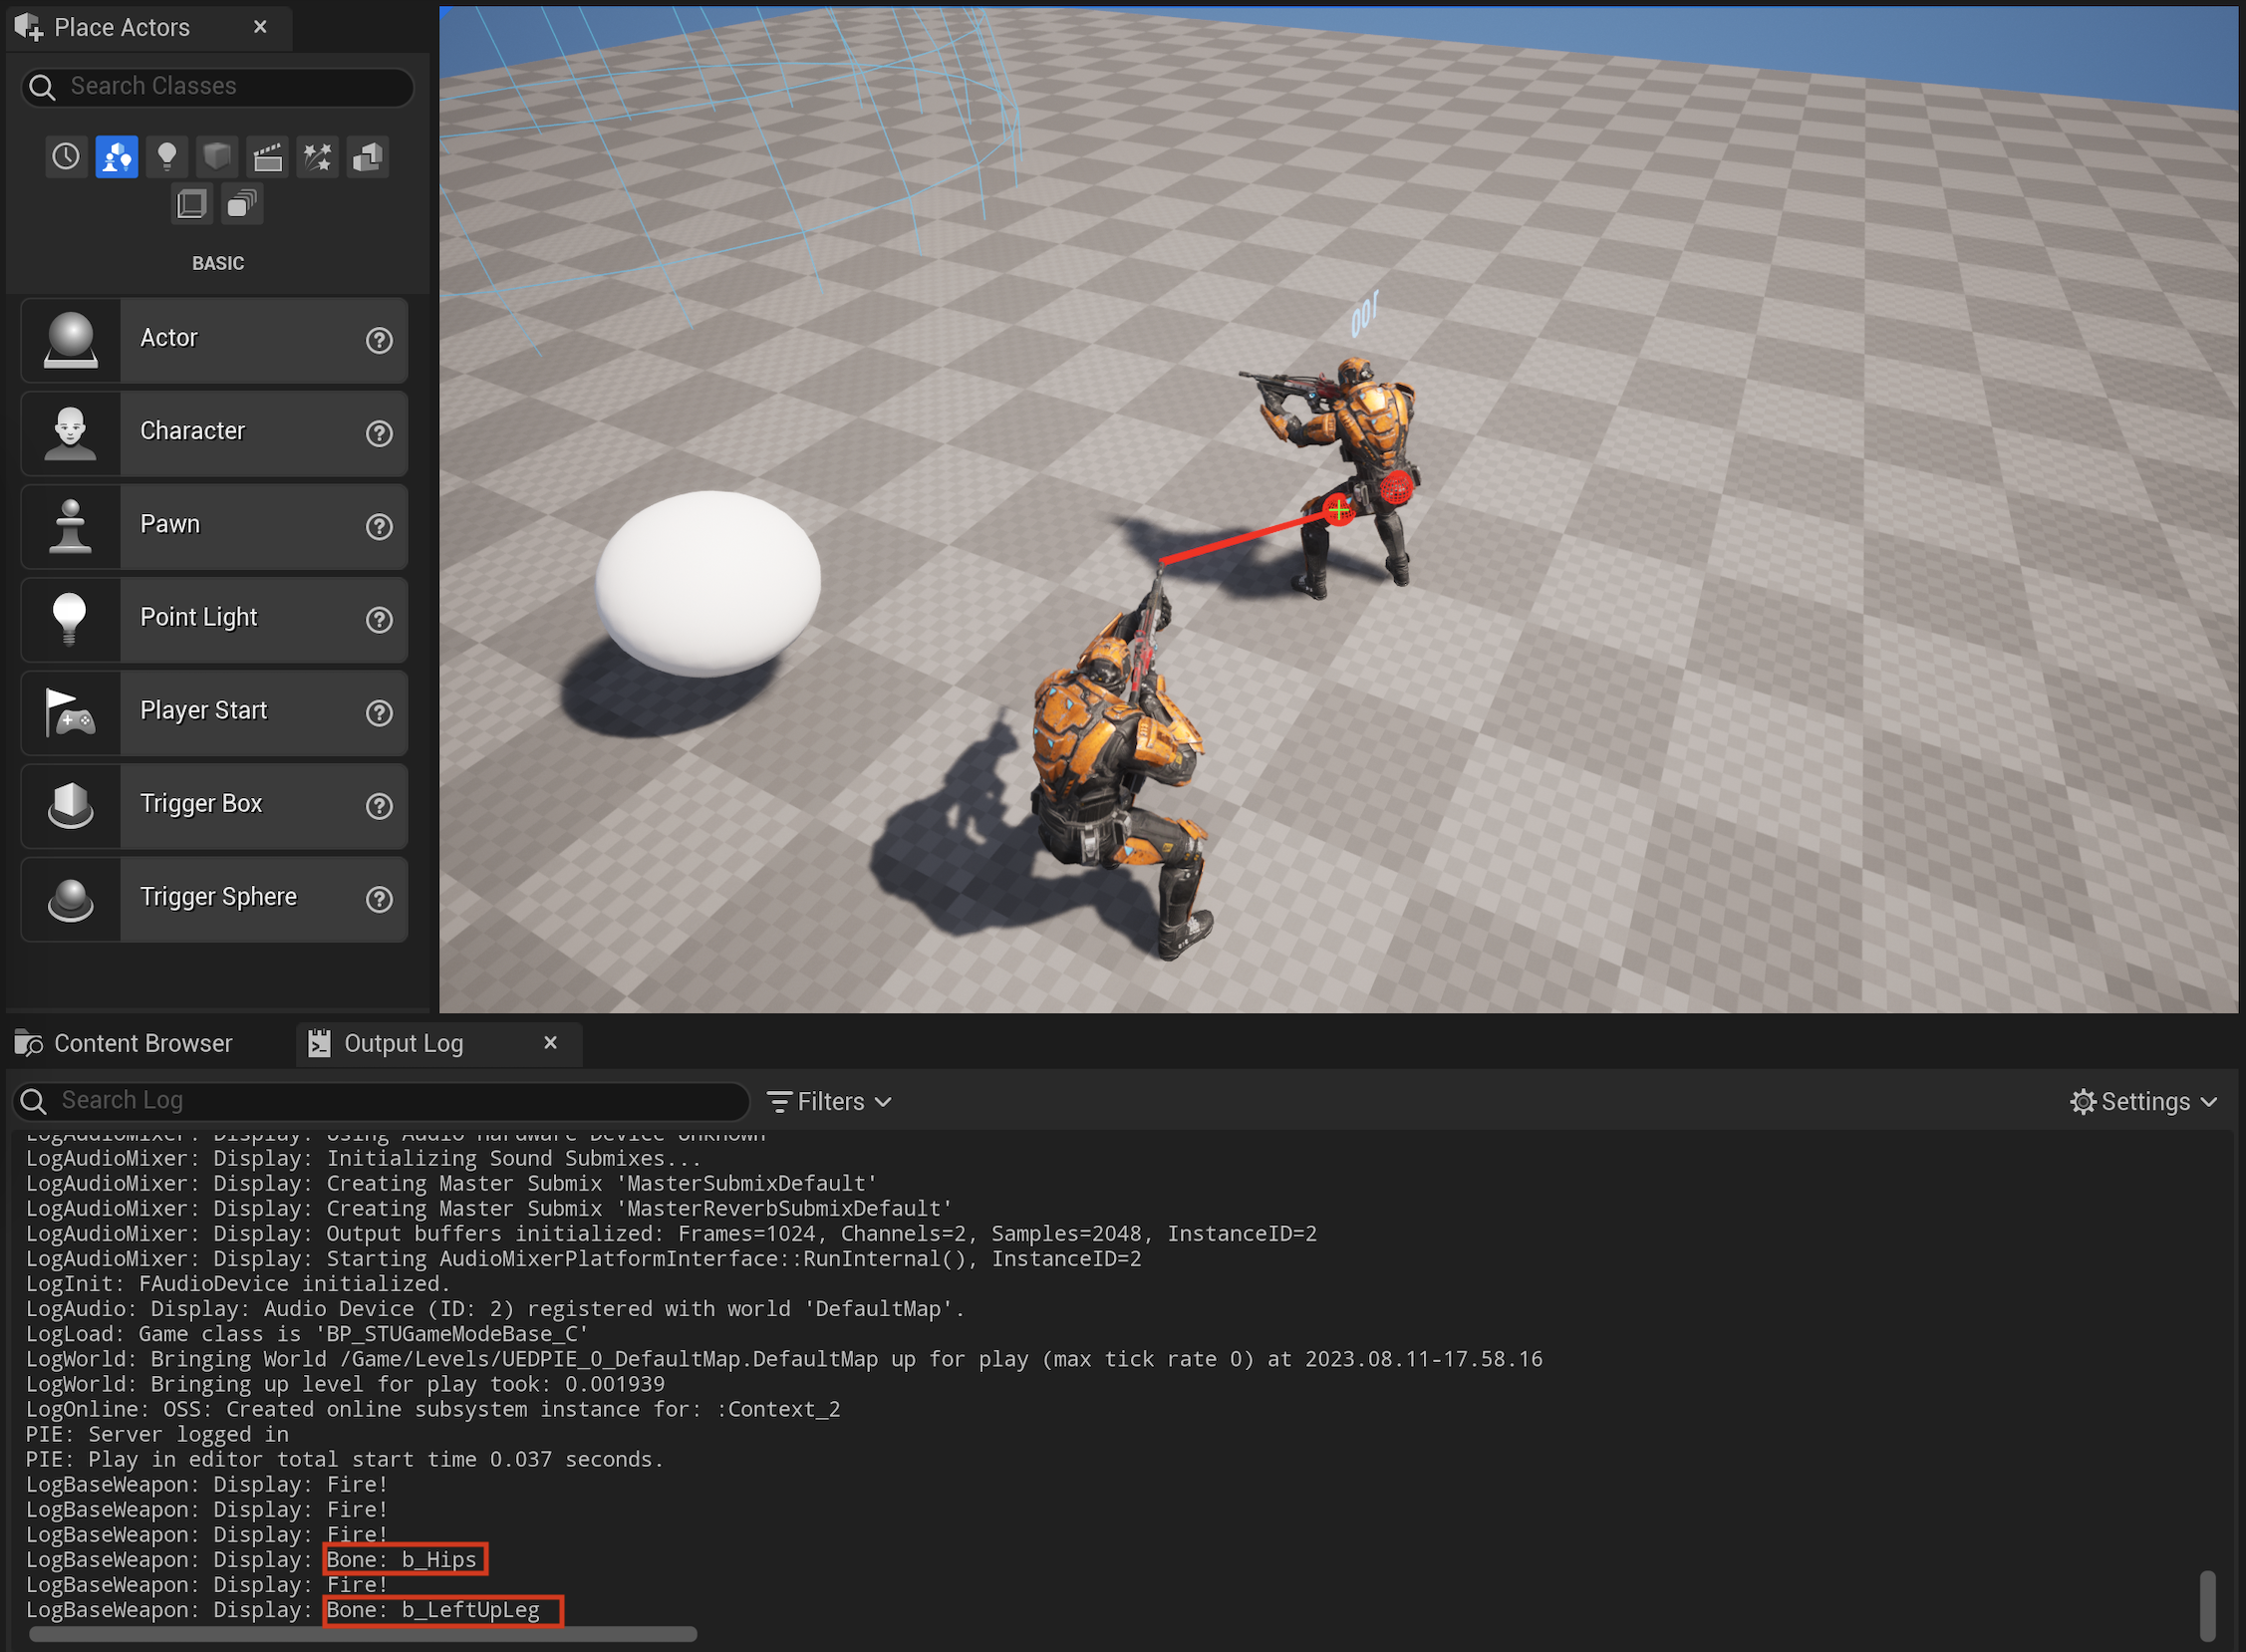 Place Actors
Search Classes
BASIC
Actor
Character
Pawn
Point Light
Player Start
Trigger Box
Trigger Sphere
Content Browser
Output Log
Search Log
Filters
Settings
LogAudioMixer: Display: Using Audio Hardware Device Unknown
LogAudioMixer: Display: Initializing Sound Submixes...
LogAudioMixer: Display: Creating Master Submix 'MasterSubmixDefault'
LogAudioMixer: Display: Creating Master Submix 'MasterReverbSubmixDefault'
LogAudioMixer: Display: Output buffers initialized: Frames=1024, Channels=2, Samples=2048, InstanceID=2
LogAudioMixer: Display: Starting AudioMixerPlatformInterface::RunInternal(), InstanceID=2
LogInit: FAudioDevice initialized.
LogAudio: Display: Audio Device (ID: 2) registered with world 'DefaultMap'.
LogLoad: Game class is 'BP_STUGameModeBase_C'
LogWorld: Bringing World /Game/Levels/UEDPIE_0_DefaultMap.DefaultMap up for play (max tick rate 0) at 2023.08.11-17.58.16
LogWorld: Bringing up level for play took: 0.001939
LogOnline: OSS: Created online subsystem instance for: :Context_2
PIE: Server logged in
PIE: Play in editor total start time 0.037 seconds.
LogBaseWeapon: Display: Fire!
LogBaseWeapon: Display: Fire!
LogBaseWeapon: Display: Fire!
LogBaseWeapon: Display: Bone: b_Hips
LogBaseWeapon: Display: Fire!
LogBaseWeapon: Display: Bone: b_LeftUpLeg